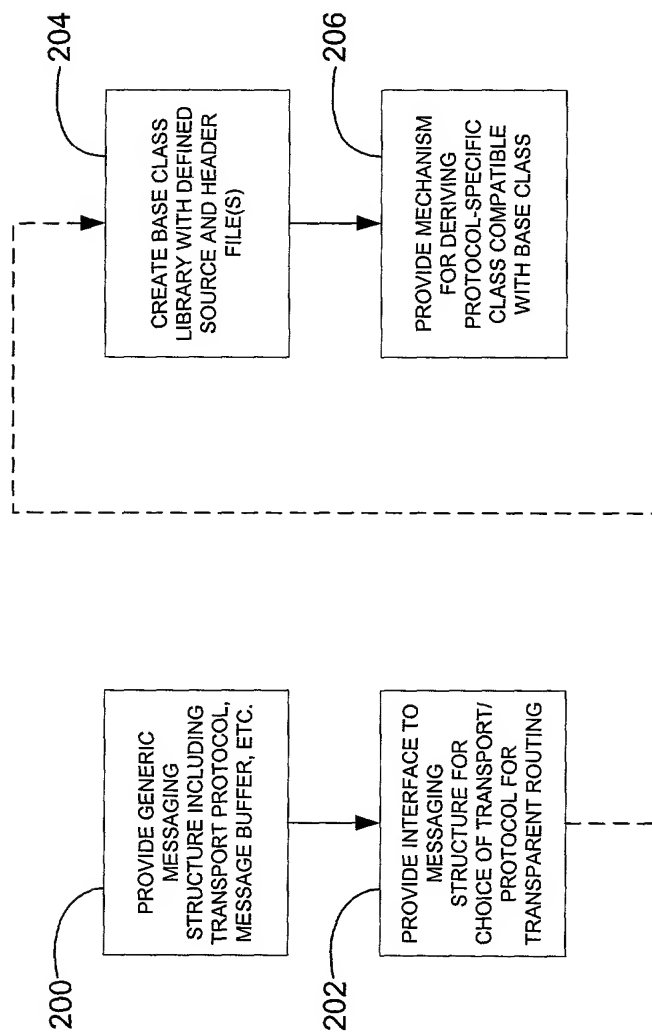 200
PROVIDE GENERIC
MESSAGING
STRUCTURE INCLUDING
TRANSPORT PROTOCOL,
MESSAGE BUFFER, ETC.
202
PROVIDE INTERFACE TO
MESSAGING
STRUCTURE FOR
CHOICE OF TRANSPORT/
PROTOCOL FOR
TRANSPARENT ROUTING
204
CREATE BASE CLASS
LIBRARY WITH DEFINED
SOURCE AND HEADER
FILE(S)
206
PROVIDE MECHANISM
FOR DERIVING
PROTOCOL-SPECIFIC
CLASS COMPATIBLE
WITH BASE CLASS